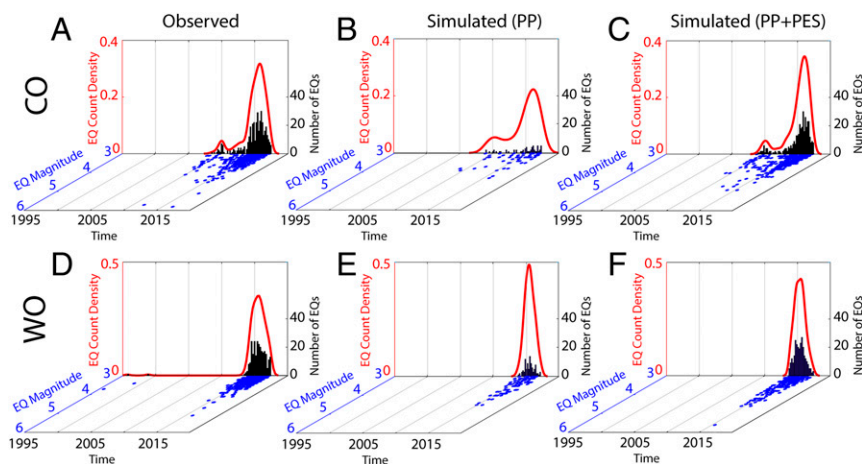 A Observed B Simulated (PP) C Simulated (PP+PES)
CO
EQ Count Density 0.4 0.2 0
Number of EQs 40 20 0
EQ Magnitude 3 4 5 6
1995 2005 2015
Time
EQ Count Density 0.4 0.2 0
Number of EQs 40 20 0
EQ Magnitude 3 4 5 6
1995 2005 2015
Time
EQ Count Density 0.4 0.2 0
Number of EQs 40 20 0
EQ Magnitude 3 4 5 6
1995 2005 2015
Time
D E F
WO
EQ Count Density 0.5 0
Number of EQs 40 20 0
EQ Magnitude 3 4 5 6
1995 2005 2015
Time
EQ Count Density 0.5 0
Number of EQs 40 20 0
EQ Magnitude 3 4 5 6
1995 2005 2015
Time
EQ Count Density 0.5 0
Number of EQs 40 20 0
EQ Magnitude 3 4 5 6
1995 2005 2015
Time